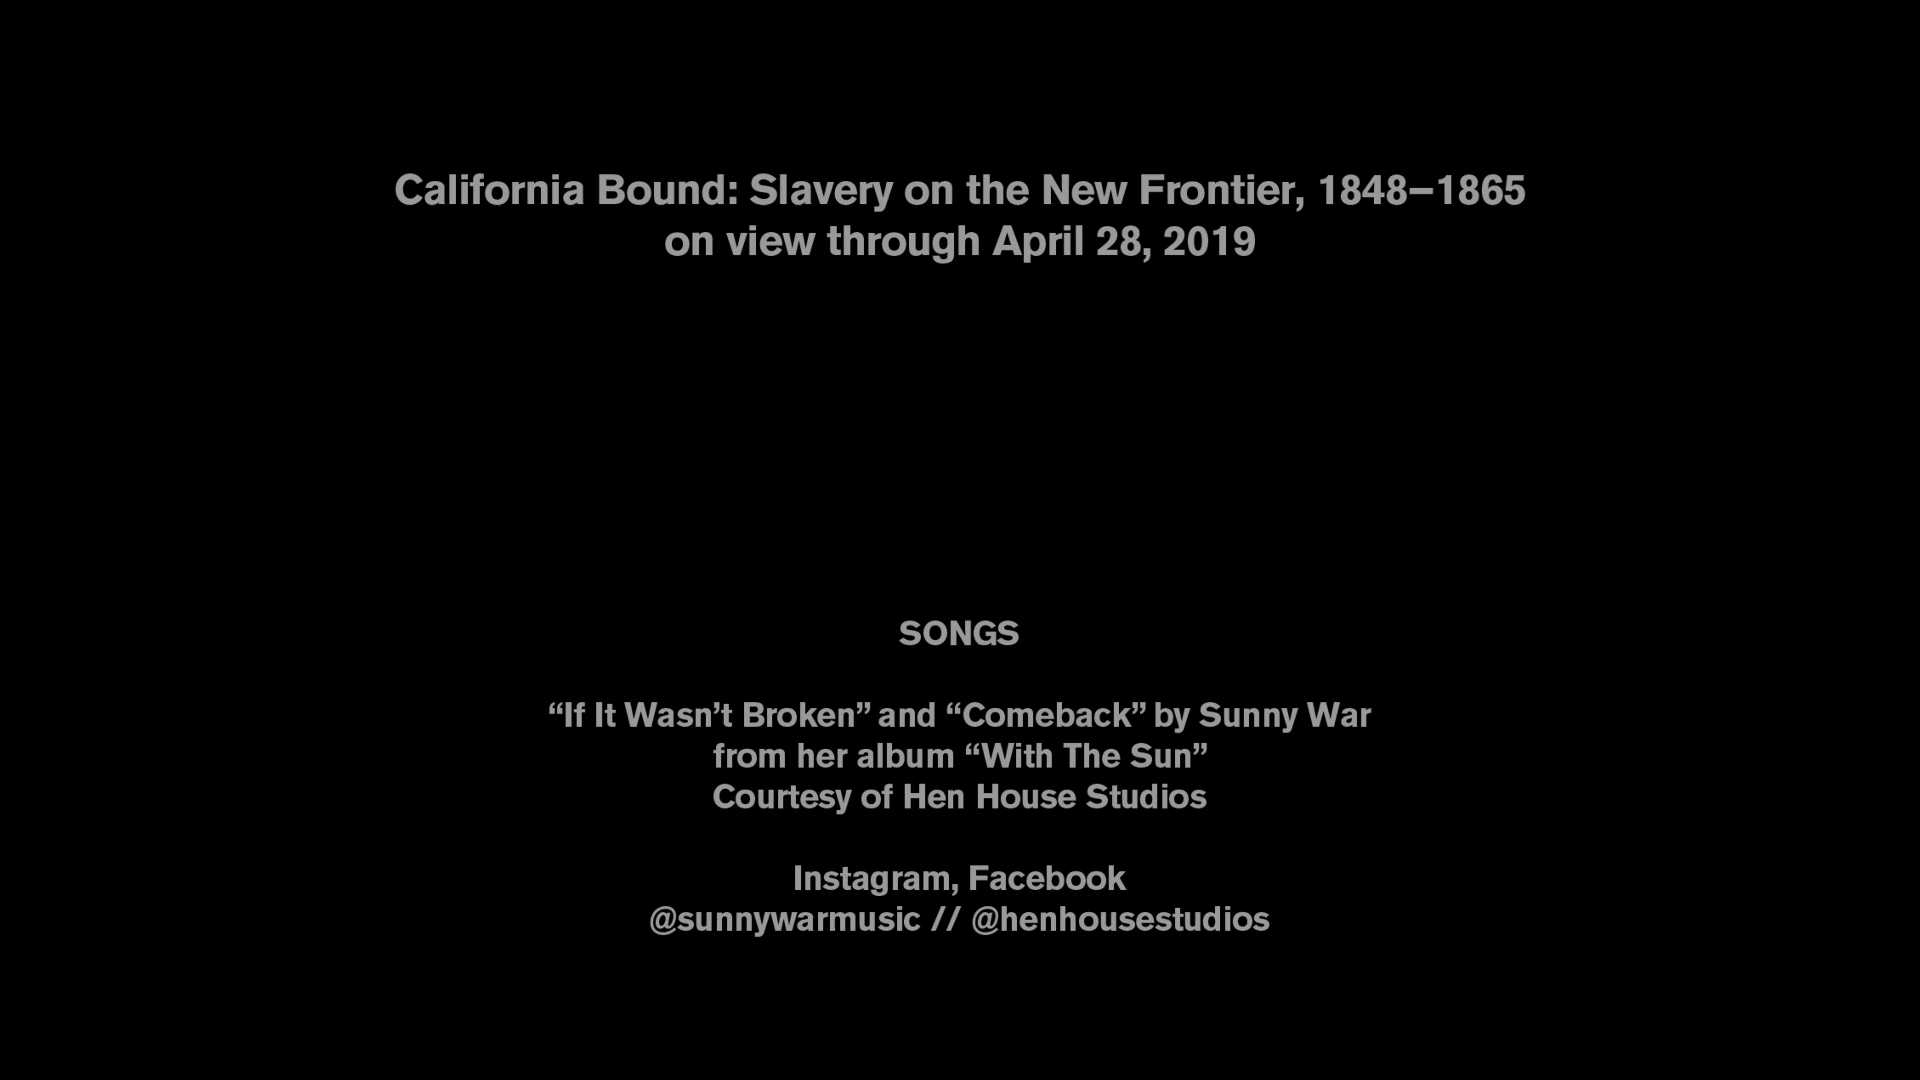 California Bound: Slavery on the New Frontier, 1848–1865
on view through April 28, 2019
SONGS
“If It Wasn’t Broken” and “Comeback” by Sunny War
from her album “With The Sun”
Courtesy of Hen House Studios
Instagram, Facebook
@sunnywarmusic // @henhousestudios